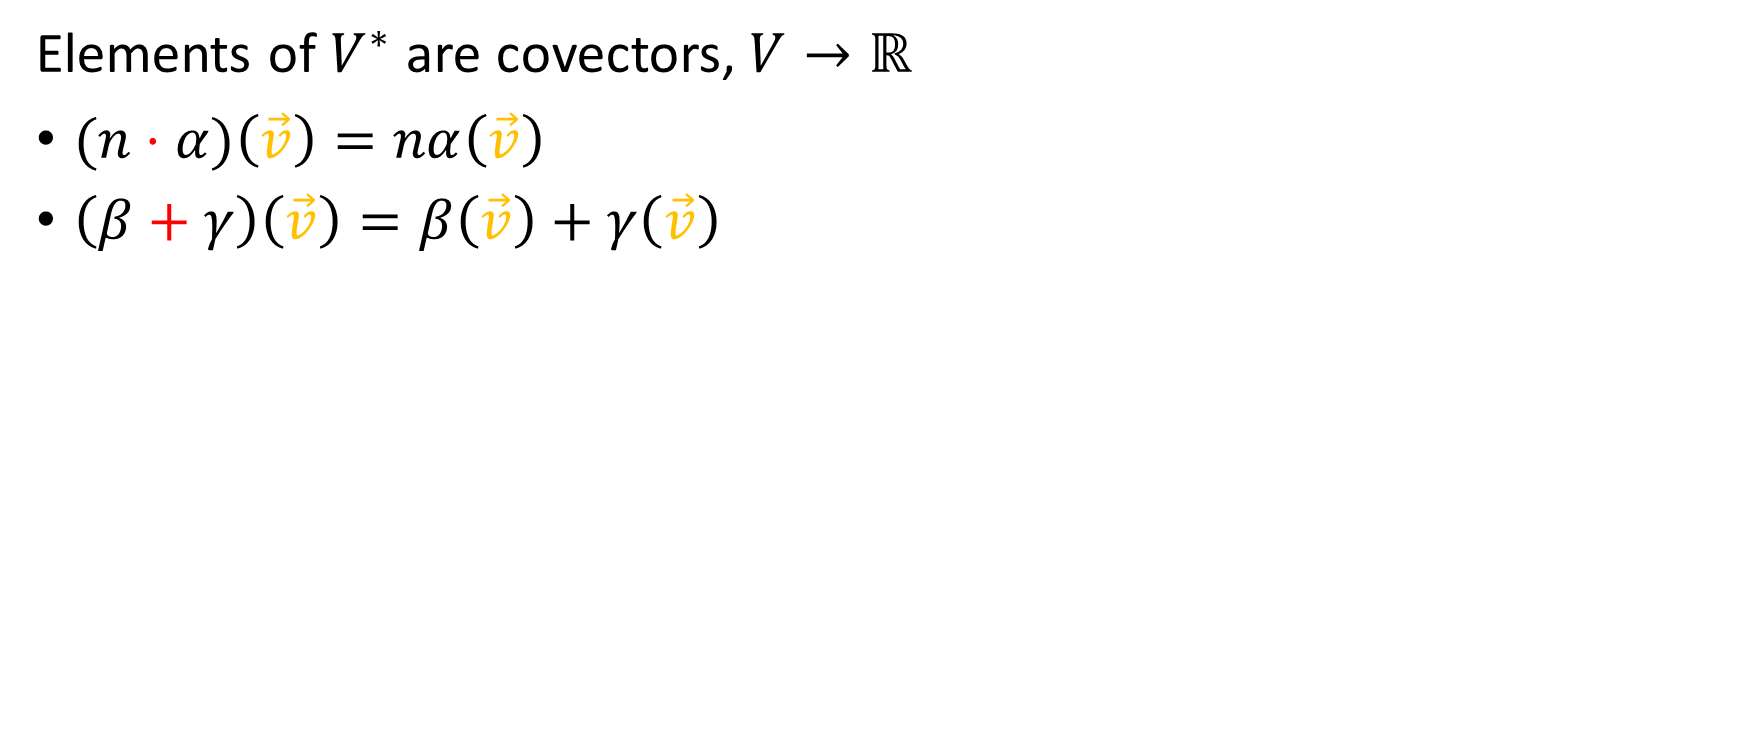 Elements of 𝑉* are covectors, 𝑉 → ℝ
• (𝑛 · 𝛼)(𝑣⃗) = 𝑛𝛼(𝑣⃗)
• (𝛽 + 𝛾)(𝑣⃗) = 𝛽(𝑣⃗) + 𝛾(𝑣⃗)